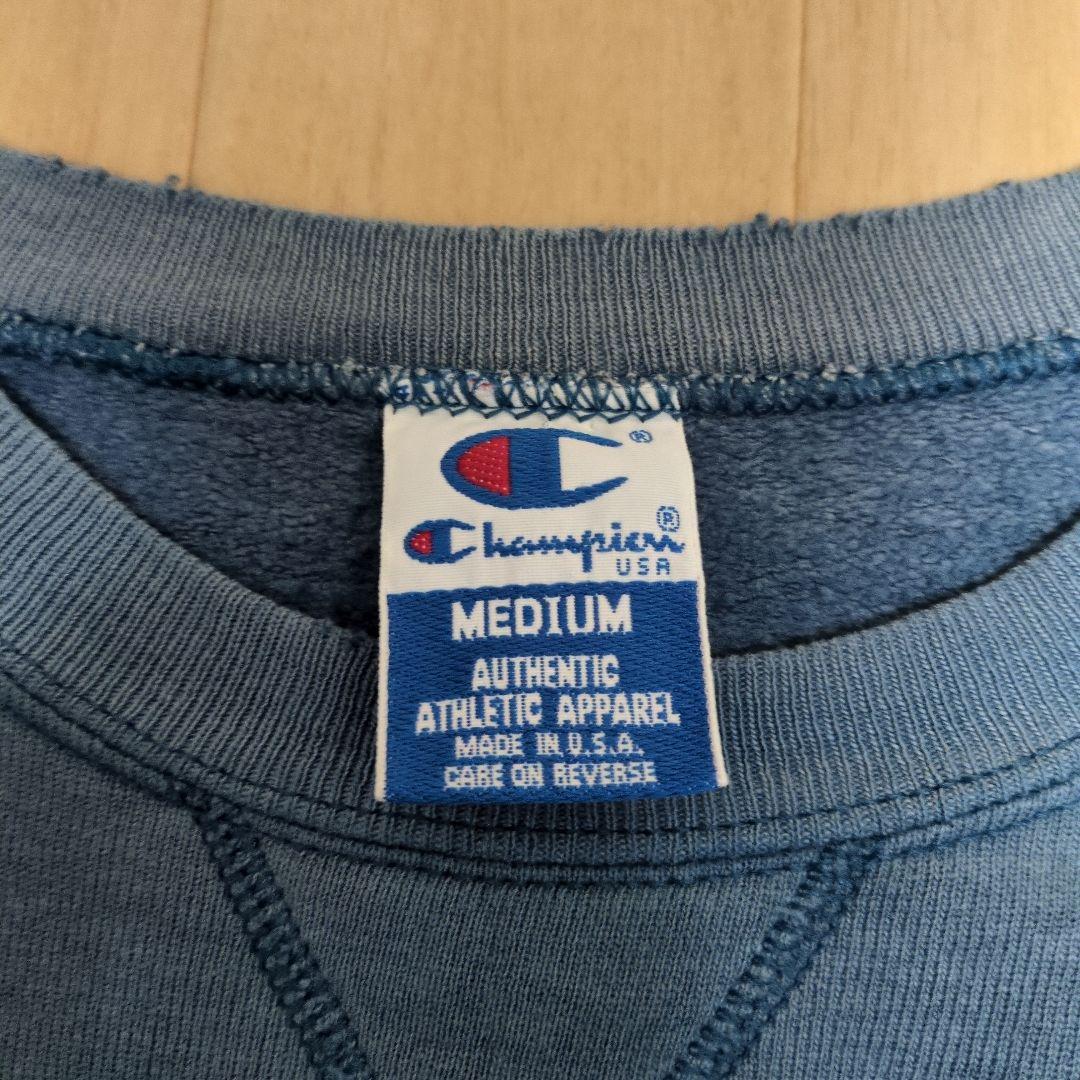 ®
Champion®
USA
MEDIUM
AUTHENTIC
ATHLETIC APPAREL
MADE IN U.S.A.
CARE ON REVERSE